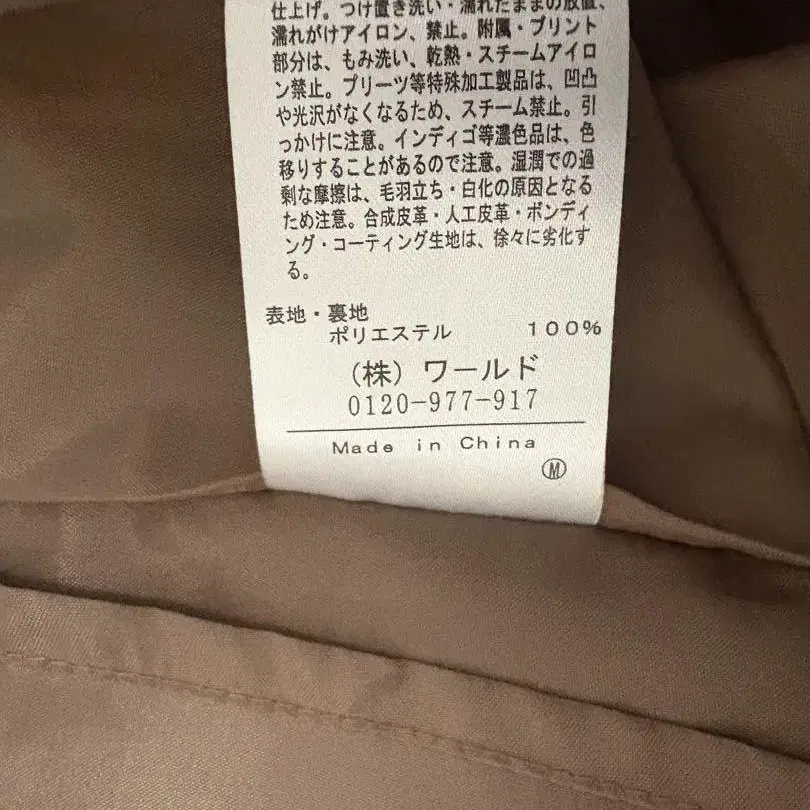 仕上げ。つけ置き洗い・濡れたままの放置、
濡れがけアイロン、禁止。附属・プリント
部分は、もみ洗い、乾熱・スチームアイロ
ン禁止。プリーツ等特殊加工製品は、凹凸
や光沢がなくなるため、スチーム禁止。引
っかけに注意。インディゴ等濃色品は、色
移りすることがあるので注意。湿潤での過
剰な摩擦は、毛羽立ち・白化の原因となる
ため注意。合成皮革・人工皮革・ボンディ
ング・コーティング生地は、徐々に劣化す
る。
表地・裏地
ポリエステル 100%
(株) ワールド
0120-977-917
Made in China
Ⓜ